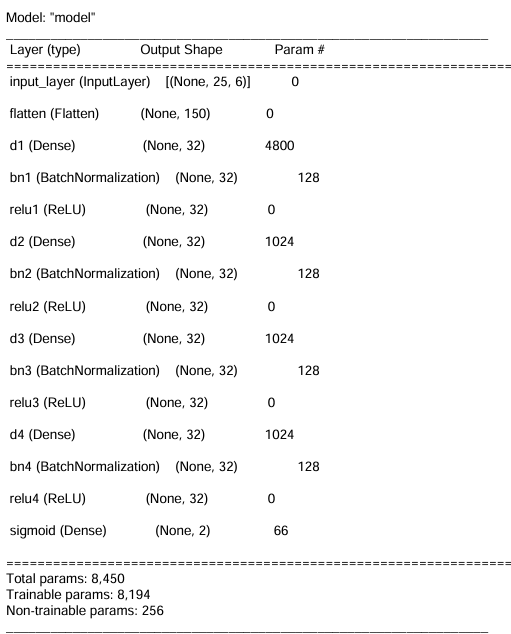 Model: "model"
Layer (type) Output Shape Param #
input_layer (InputLayer) [(None, 25, 6)] 0
flatten (Flatten) (None, 150) 0
d1 (Dense) (None, 32) 4800
bn1 (BatchNormalization) (None, 32) 128
relu1 (ReLU) (None, 32) 0
d2 (Dense) (None, 32) 1024
bn2 (BatchNormalization) (None, 32) 128
relu2 (ReLU) (None, 32) 0
d3 (Dense) (None, 32) 1024
bn3 (BatchNormalization) (None, 32) 128
relu3 (ReLU) (None, 32) 0
d4 (Dense) (None, 32) 1024
bn4 (BatchNormalization) (None, 32) 128
relu4 (ReLU) (None, 32) 0
sigmoid (Dense) (None, 2) 66
Total params: 8,450
Trainable params: 8,194
Non-trainable params: 256